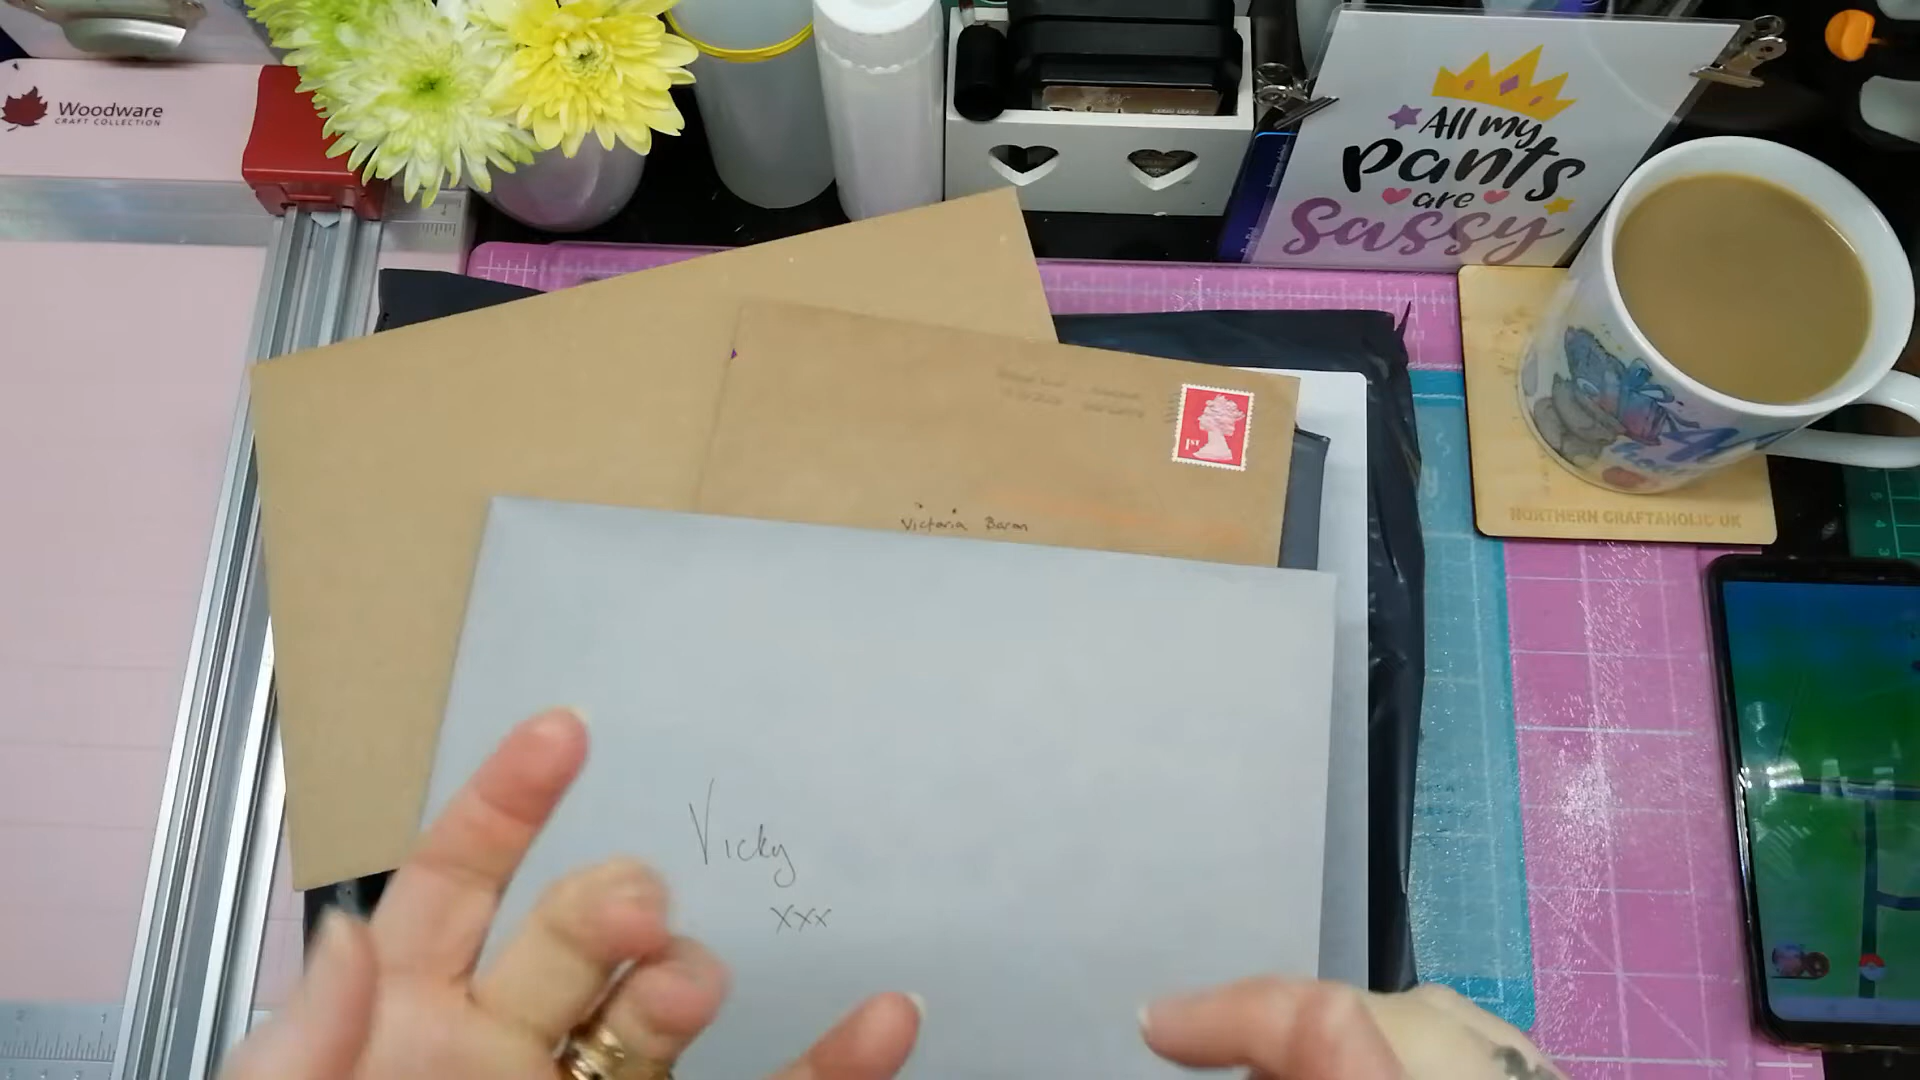 Woodware
CRAFT COLLECTION
All my
pants
are
sassy
1ST
Victoria Baron
NORTHERN CRAFTAHOLIC UK
Vicky
xxx